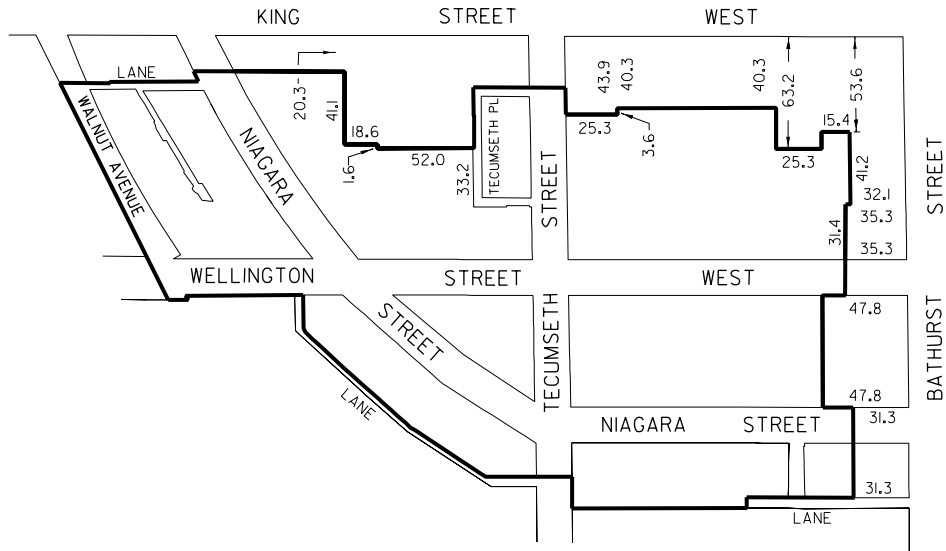 KING STREET WEST
LANE
WALNUT AVENUE
NIAGARA
STREET
20.3
41.1
18.6
1.6
52.0
33.2
TECUMSETH PL
STREET
TECUMSETH
43.9
40.3
25.3
3.6
40.3
63.2
53.6
15.4
25.3
41.2
32.1
35.3
31.4
35.3
STREET
BATHURST
WELLINGTON STREET WEST
47.8
47.8
31.3
NIAGARA STREET
31.3
LANE
LANE